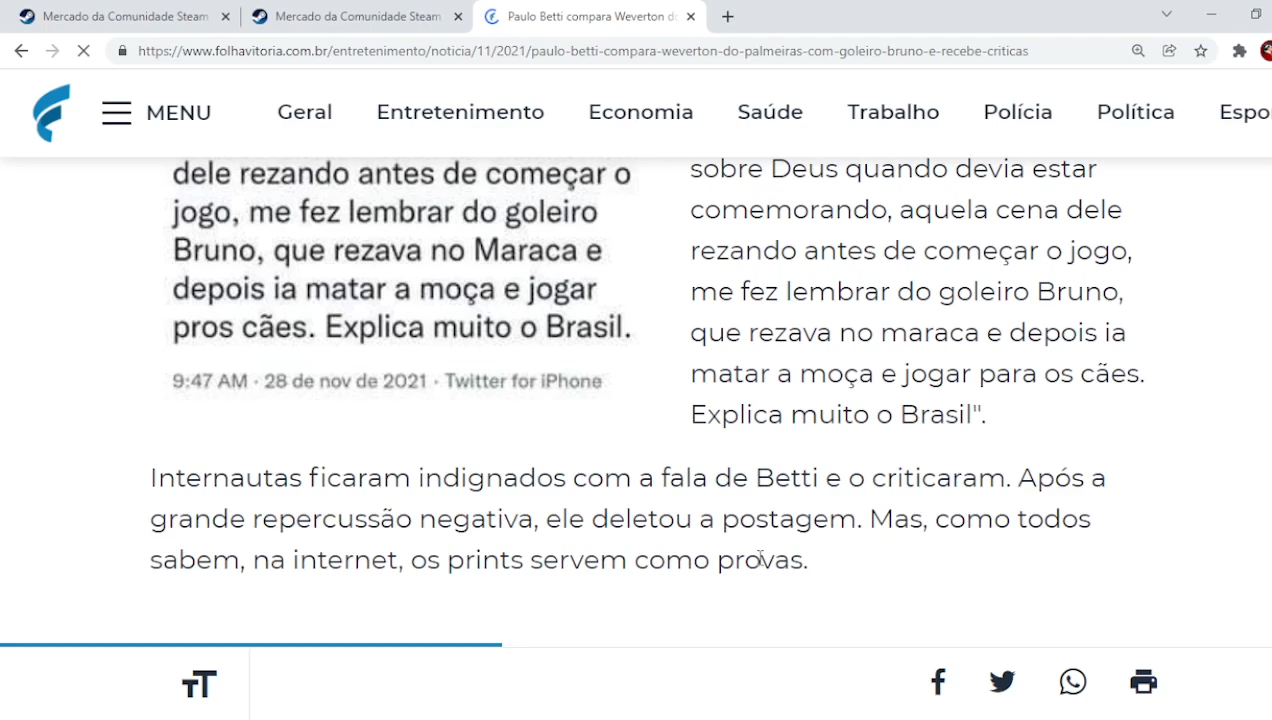 Mercado da Comunidade Steam
Mercado da Comunidade Steam
Paulo Betti compara Weverton do
https://www.folhavitoria.com.br/entretenimento/noticia/11/2021/paulo-betti-compara-weverton-do-palmeiras-com-goleiro-bruno-e-recebe-criticas
MENU Geral Entretenimento Economia Saúde Trabalho Polícia Política Espo
dele rezando antes de começar o
jogo, me fez lembrar do goleiro
Bruno, que rezava no Maraca e
depois ia matar a moça e jogar
pros cães. Explica muito o Brasil.
9:47 AM · 28 de nov de 2021 · Twitter for iPhone
sobre Deus quando devia estar
comemorando, aquela cena dele
rezando antes de começar o jogo,
me fez lembrar do goleiro Bruno,
que rezava no maraca e depois ia
matar a moça e jogar para os cães.
Explica muito o Brasil".
Internautas ficaram indignados com a fala de Betti e o criticaram. Após a
grande repercussão negativa, ele deletou a postagem. Mas, como todos
sabem, na internet, os prints servem como provas.
TT